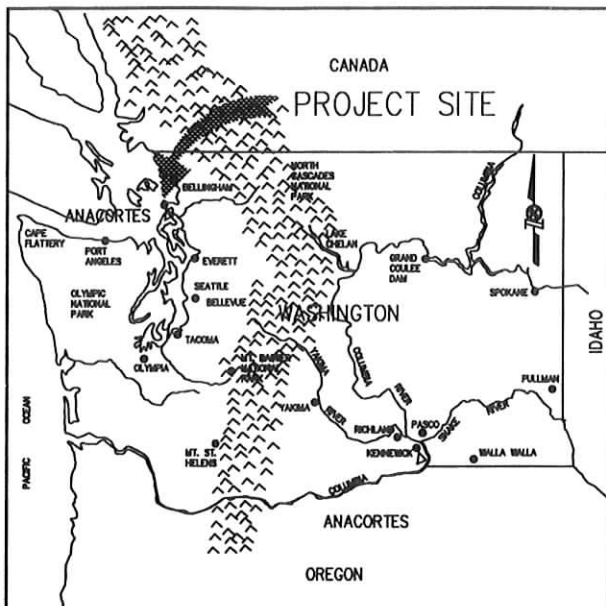 CANADA
PROJECT SITE
BELLINGHAM
NORTH
CASCADES
NATIONAL
PARK
COLUMBIA
ANACORTES
CAPE
FLATTERY
PORT
ANGELES
LAKE
CHELAN
GRAND
COULEE
DAM
EVERETT
OLYMPIC
NATIONAL
PARK
SEATTLE
BELLEVUE
SPOKANE
WASHINGTON
IDAHO
TACOMA
OLYMPIA
MT. RAINIER
NATIONAL
PARK
YAKIMA
RIVER
COLUMBIA
RIVER
PULLMAN
YAKIMA
RICHLAND
PASCO
SNAKE
RIVER
KENNEWICK
WALLA WALLA
MT. ST.
HELENS
PACIFIC OCEAN
COLUMBIA
ANACORTES
OREGON